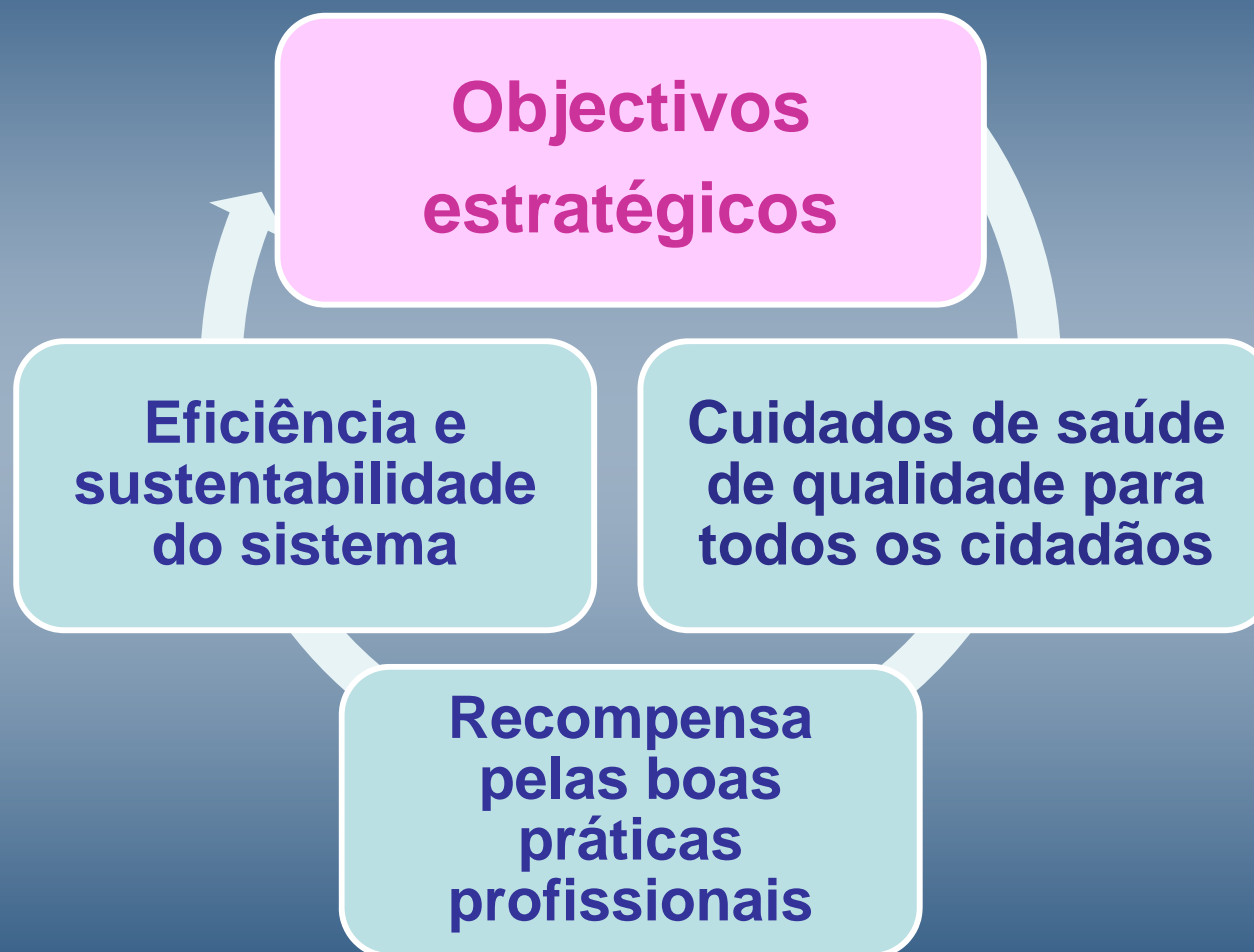 Objectivos
estratégicos
Eficiência e
sustentabilidade
do sistema
Cuidados de saúde
de qualidade para
todos os cidadãos
Recompensa
pelas boas
práticas
profissionais